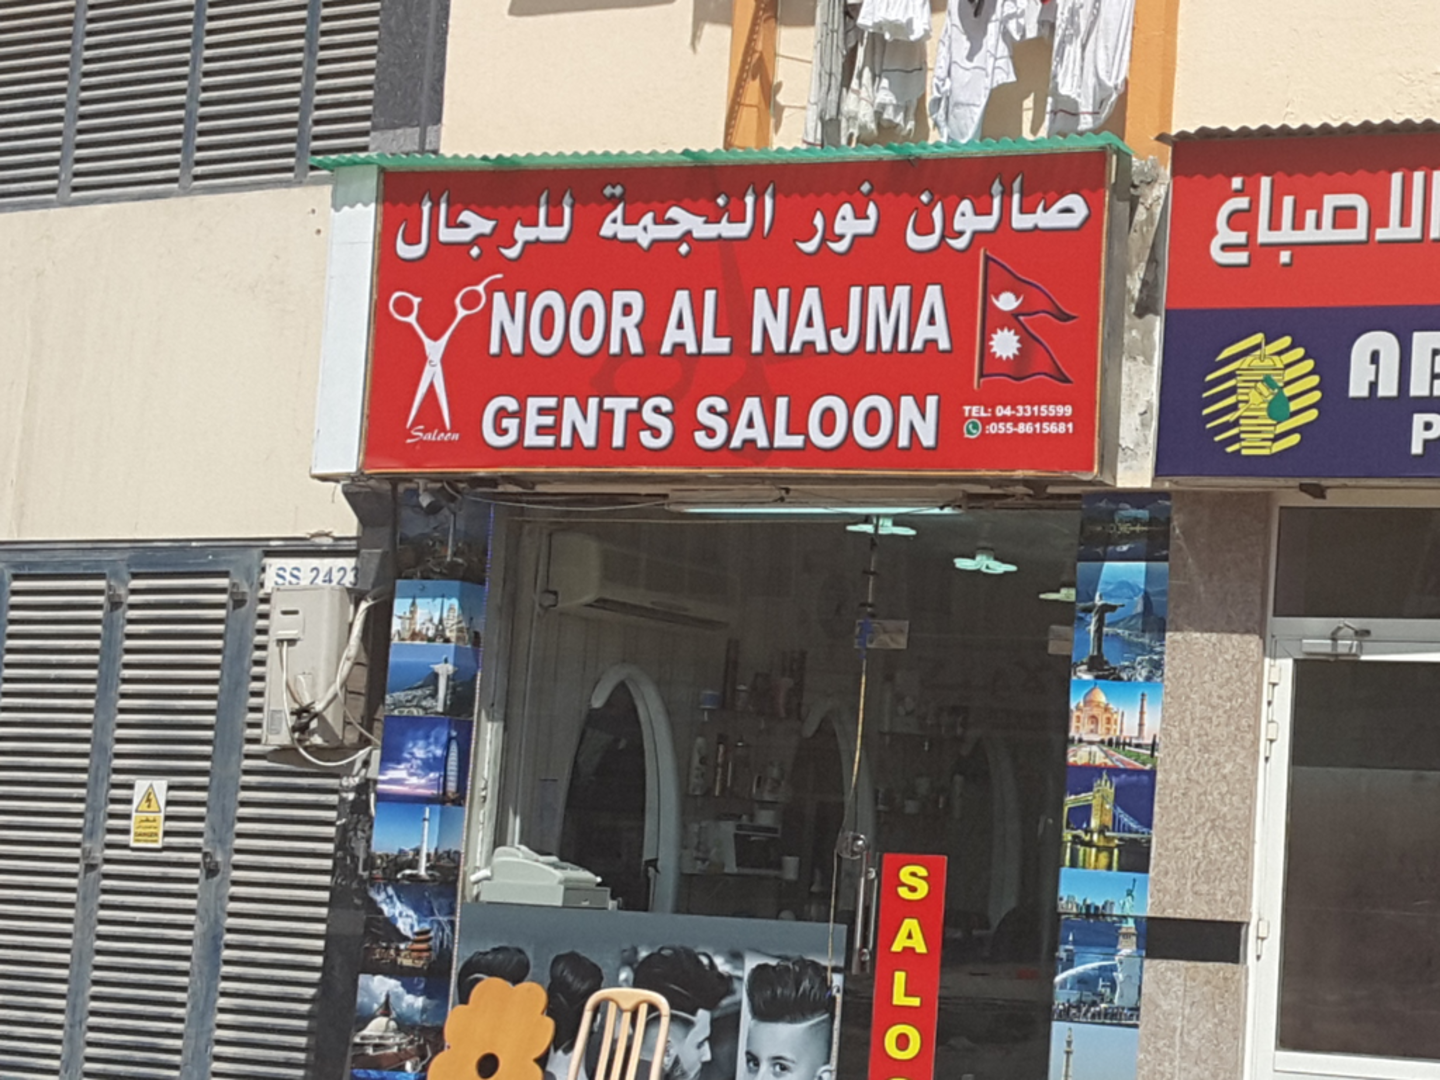 صالون نور النجمة للرجال
NOOR AL NAJMA
GENTS SALOON
Saloon
TEL: 04-3315599
:055-8615681
الاصباغ
SS 2423
DANGER
SALO